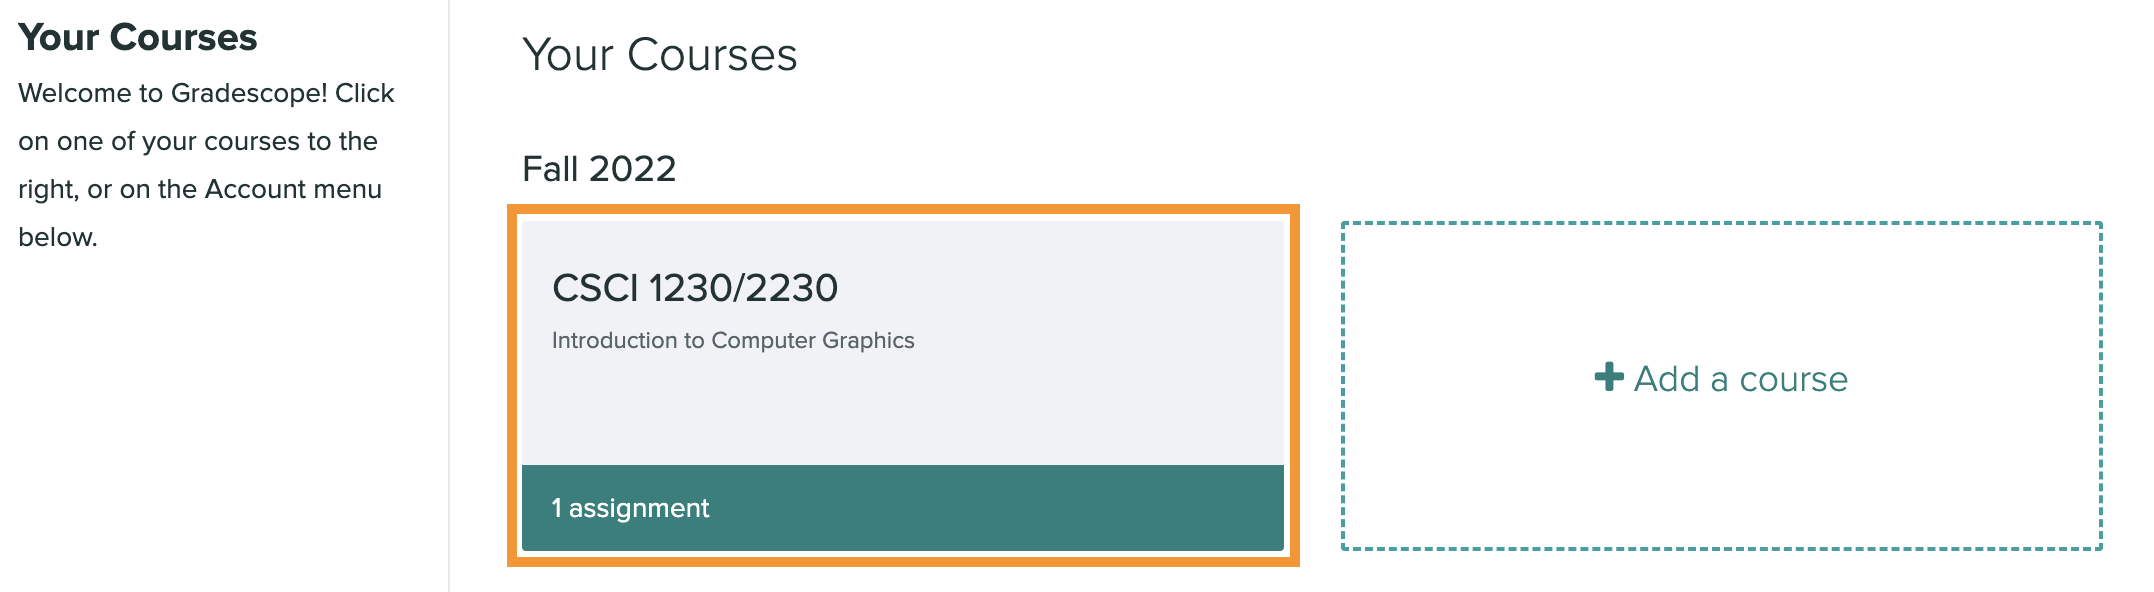 Your Courses
Welcome to Gradescope! Click
on one of your courses to the
right, or on the Account menu
below.
Your Courses
Fall 2022
CSCI 1230/2230
Introduction to Computer Graphics
1 assignment
Add a course